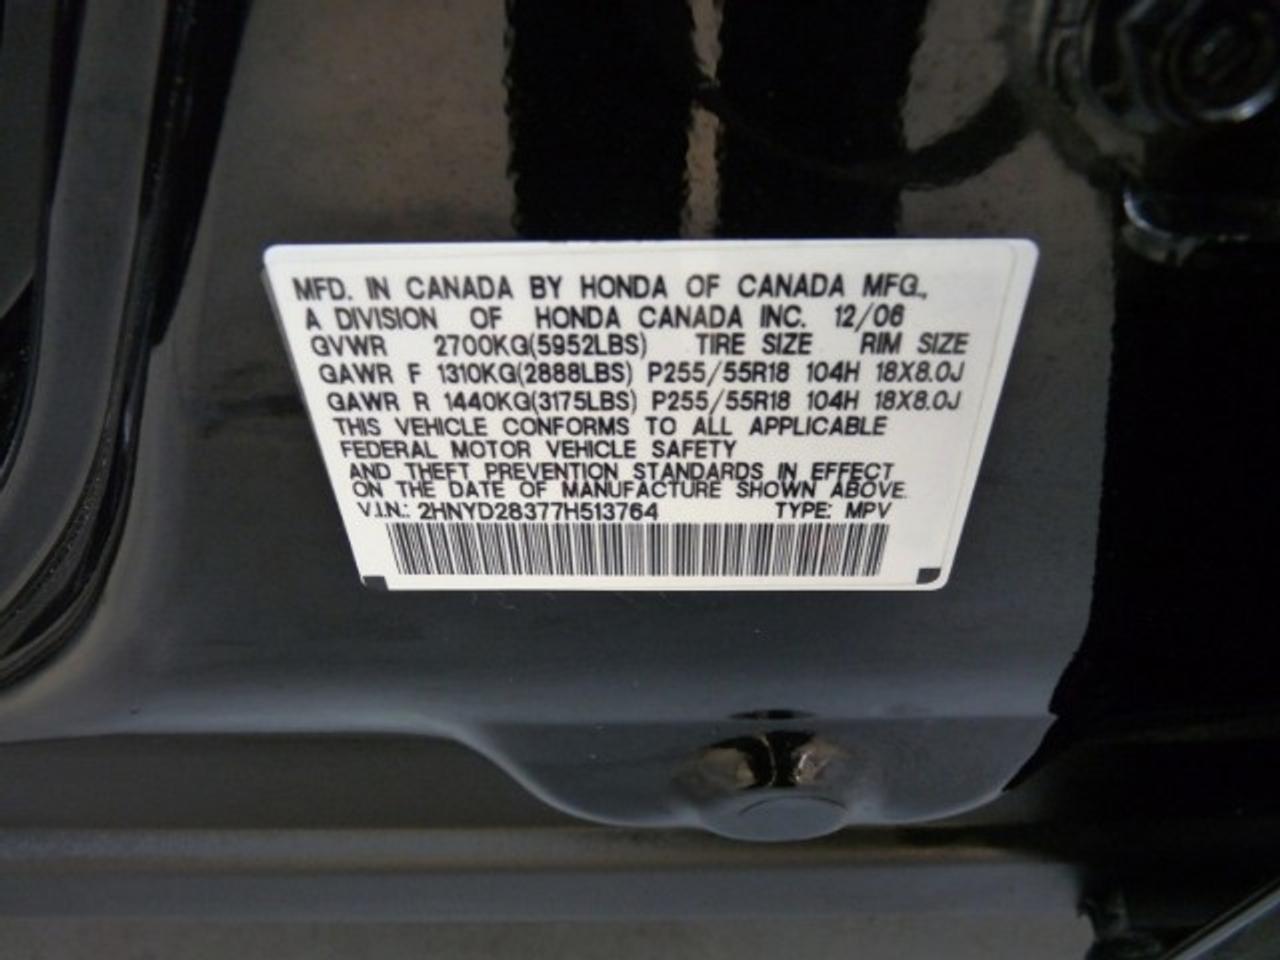 MFD. IN CANADA BY HONDA OF CANADA MFG.,
A DIVISION OF HONDA CANADA INC. 12/06
GVWR 2700KG(5952LBS) TIRE SIZE RIM SIZE
GAWR F 1310KG(2888LBS) P255/55R18 104H 18X8.0J
GAWR R 1440KG(3175LBS) P255/55R18 104H 18X8.0J
THIS VEHICLE CONFORMS TO ALL APPLICABLE
FEDERAL MOTOR VEHICLE SAFETY
AND THEFT PREVENTION STANDARDS IN EFFECT
ON THE DATE OF MANUFACTURE SHOWN ABOVE.
V.I.N.: 2HNYD28377H513764 TYPE: MPV